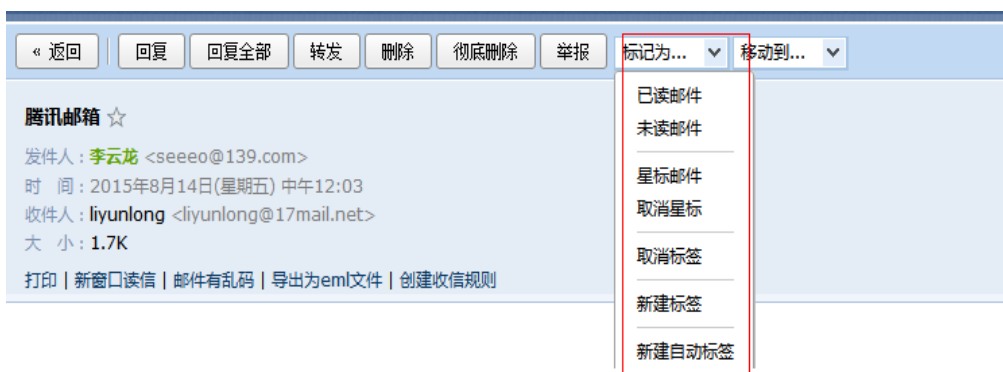 « 返回 回复 回复全部 转发 删除 彻底删除 举报 标记为... 移动到...
腾讯邮箱
发件人：李云龙 <seeeo@139.com>
时 间：2015年8月14日(星期五) 中午12:03
收件人：liyunlong <liyunlong@17mail.net>
大 小：1.7K
打印 | 新窗口读信 | 邮件有乱码 | 导出为eml文件 | 创建收信规则
已读邮件
未读邮件
星标邮件
取消星标
取消标签
新建标签
新建自动标签